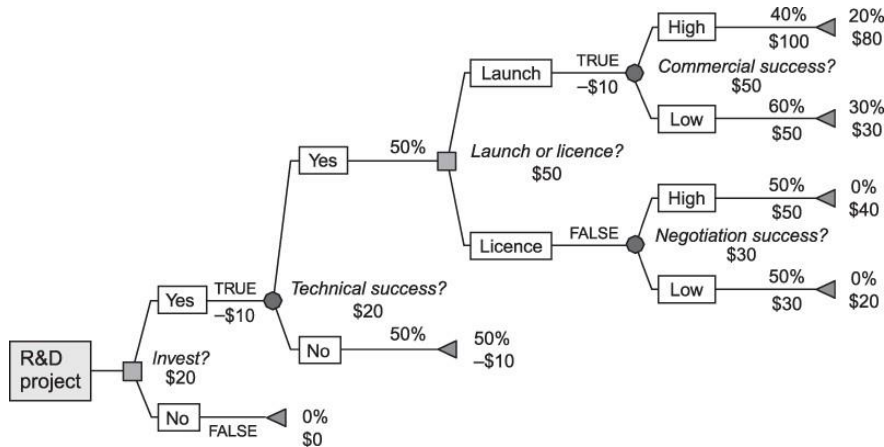 High
40%
$100
20%
$80
Launch
TRUE
–$10
Commercial success?
$50
Low
60%
$50
30%
$30
Yes
50%
Launch or licence?
$50
Licence
FALSE
High
50%
$50
0%
$40
Negotiation success?
$30
Low
50%
$30
0%
$20
R&D
project
Invest?
$20
Yes
TRUE
–$10
Technical success?
$20
No
50%
50%
–$10
No
FALSE
0%
$0